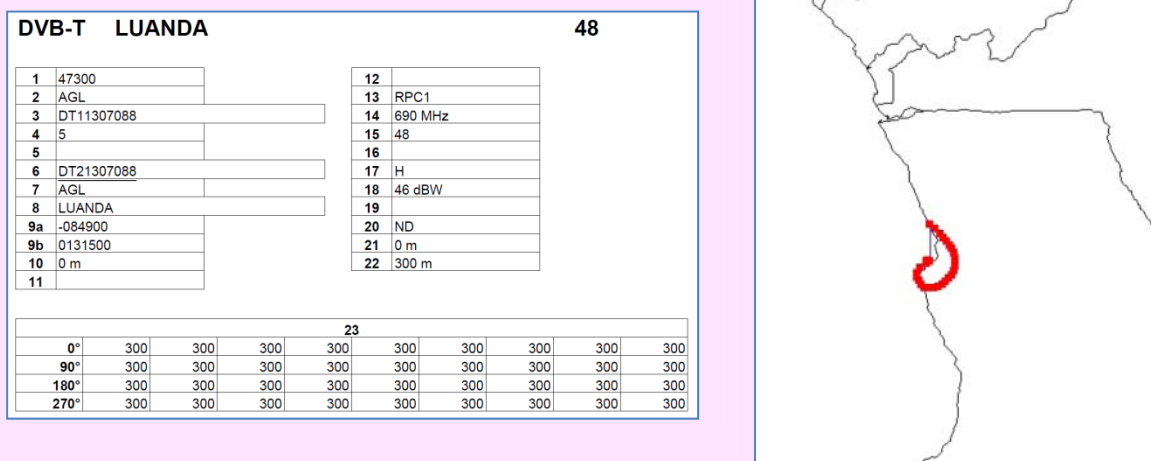 DVB-T LUANDA 48
1 47300
2 AGL
3 DT11307088
4 5
5
6 DT21307088
7 AGL
8 LUANDA
9a -084900
9b 0131500
10 0 m
11
12
13 RPC1
14 690 MHz
15 48
16
17 H
18 46 dBW
19
20 ND
21 0 m
22 300 m
23
0° 300 300 300 300 300 300 300 300 300
90° 300 300 300 300 300 300 300 300 300
180° 300 300 300 300 300 300 300 300 300
270° 300 300 300 300 300 300 300 300 300